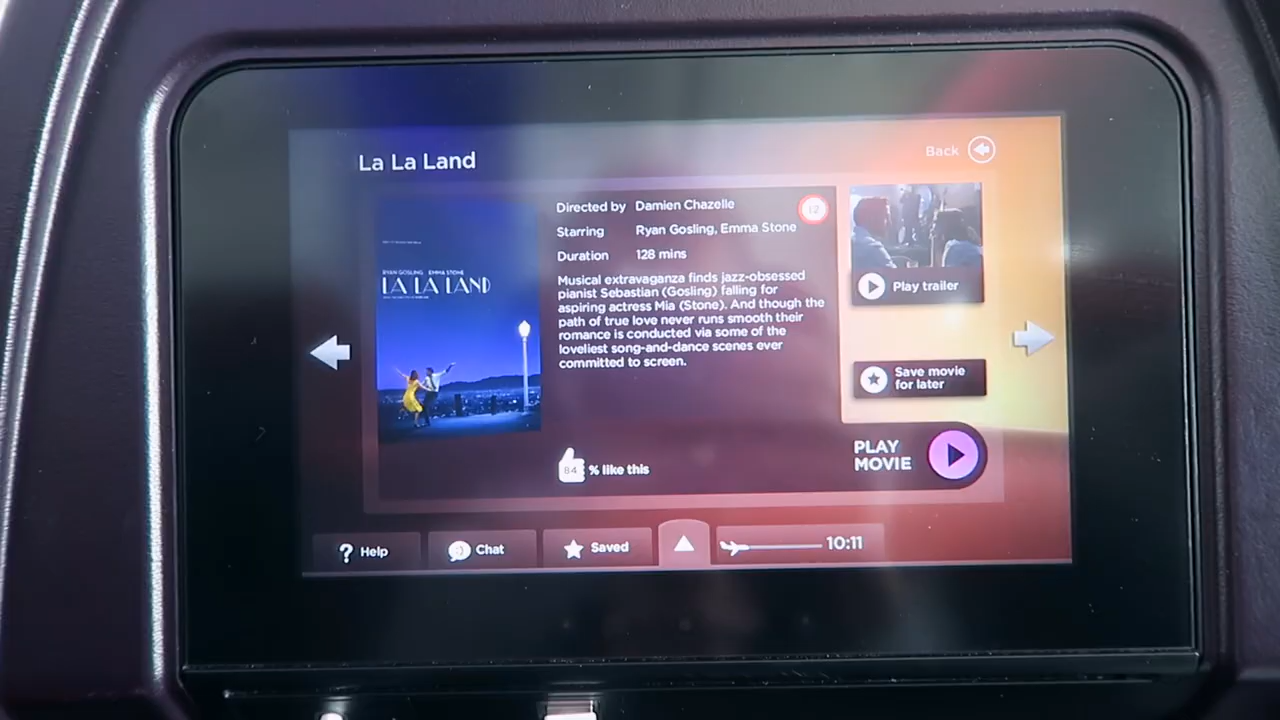 La La Land
Back
Directed by Damien Chazelle
12
Starring Ryan Gosling, Emma Stone
Duration 128 mins
Musical extravaganza finds jazz-obsessed
pianist Sebastian (Gosling) falling for
aspiring actress Mia (Stone). And though the
path of true love never runs smooth their
romance is conducted via some of the
loveliest song-and-dance scenes ever
committed to screen.
RYAN GOSLING EMMA STONE
LA LA LAND
Play trailer
Save movie
for later
PLAY
MOVIE
84 % like this
? Help
Chat
Saved
10:11